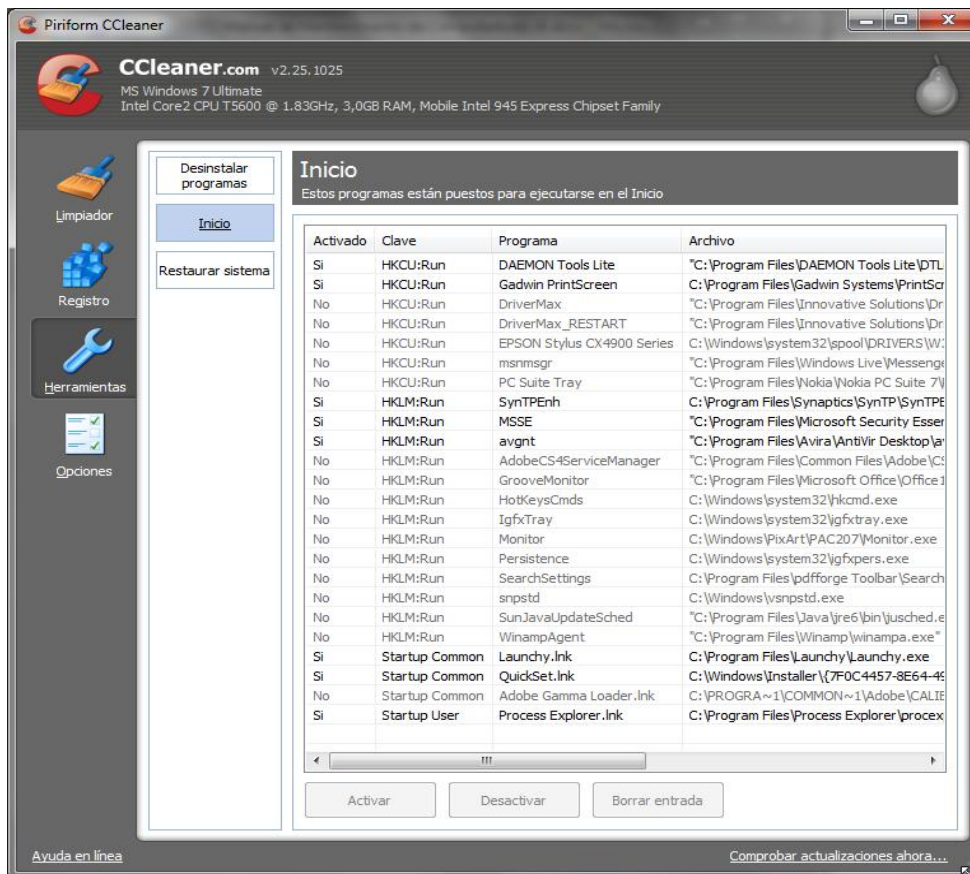 Piriform CCleaner
CCleaner.com v2.25.1025
MS Windows 7 Ultimate
Intel Core2 CPU T5600 @ 1.83GHz, 3,0GB RAM, Mobile Intel 945 Express Chipset Family
Limpiador
Registro
Herramientas
Opciones
Desinstalar
programas
Inicio
Restaurar sistema
Inicio
Estos programas están puestos para ejecutarse en el Inicio
Activado Clave Programa Archivo
Si HKCU:Run DAEMON Tools Lite "C:\Program Files\DAEMON Tools Lite\DTL
Si HKCU:Run Gadwin PrintScreen C:\Program Files\Gadwin Systems\PrintScr
No HKCU:Run DriverMax "C:\Program Files\Innovative Solutions\Dr
No HKCU:Run DriverMax_RESTART "C:\Program Files\Innovative Solutions\Dr
No HKCU:Run EPSON Stylus CX4900 Series C:\Windows\system32\spool\DRIVERS\W3
No HKCU:Run msnmsgr "C:\Program Files\Windows Live\Messenge
No HKCU:Run PC Suite Tray "C:\Program Files\Nokia\Nokia PC Suite 7\
Si HKLM:Run SynTPEnh C:\Program Files\Synaptics\SynTP\SynTPE
Si HKLM:Run MSSE "C:\Program Files\Microsoft Security Esser
Si HKLM:Run avgnt "C:\Program Files\Avira\AntiVir Desktop\a
No HKLM:Run AdobeCS4ServiceManager "C:\Program Files\Common Files\Adobe\CS
No HKLM:Run GrooveMonitor "C:\Program Files\Microsoft Office\Office1
No HKLM:Run HotKeysCmds C:\Windows\system32\hkcmd.exe
No HKLM:Run IgfxTray C:\Windows\system32\igfxtray.exe
No HKLM:Run Monitor C:\Windows\PixArt\PAC207\Monitor.exe
No HKLM:Run Persistence C:\Windows\system32\igfxpers.exe
No HKLM:Run SearchSettings C:\Program Files\pdfforge Toolbar\Search
No HKLM:Run snpstd C:\Windows\vsnpstd.exe
No HKLM:Run SunJavaUpdateSched "C:\Program Files\Java\jre6\bin\jusched.e
No HKLM:Run WinampAgent "C:\Program Files\Winamp\winampa.exe"
Si Startup Common Launchy.lnk C:\Program Files\Launchy\Launchy.exe
Si Startup Common QuickSet.lnk C:\Windows\Installer\{7F0C4457-8E64-49
No Startup Common Adobe Gamma Loader.lnk C:\PROGRA~1\COMMON~1\Adobe\CALIE
Si Startup User Process Explorer.lnk C:\Program Files\Process Explorer\procex
Activar Desactivar Borrar entrada
Ayuda en línea Comprobar actualizaciones ahora...